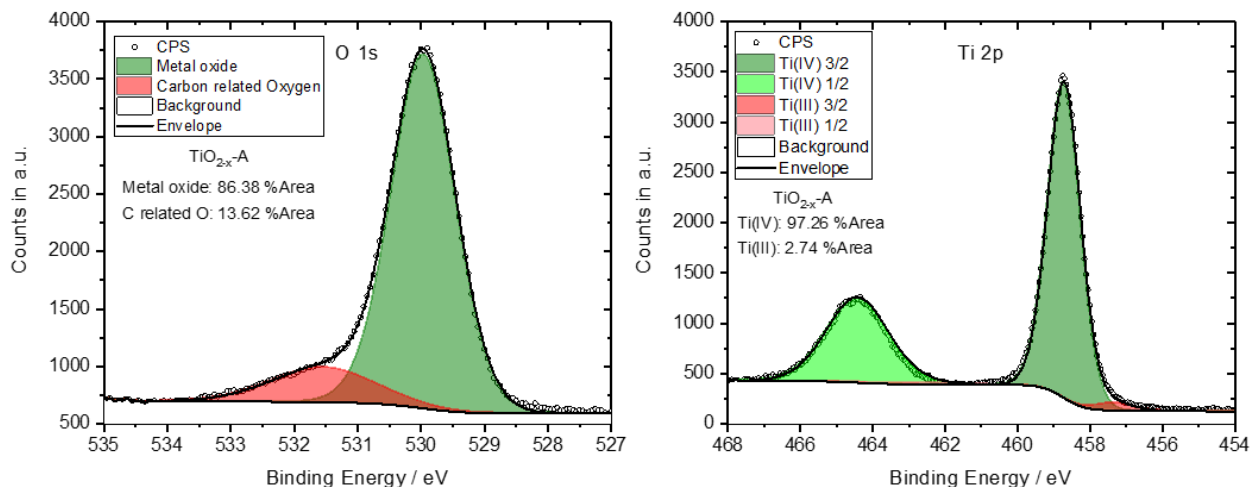 O 1s
CPS
Metal oxide
Carbon related Oxygen
Background
Envelope
TiO2-x-A
Metal oxide: 86.38 %Area
C related O: 13.62 %Area
Counts in a.u.
4000
3500
3000
2500
2000
1500
1000
500
535 534 533 532 531 530 529 528 527
Binding Energy / eV
Ti 2p
CPS
Ti(IV) 3/2
Ti(IV) 1/2
Ti(III) 3/2
Ti(III) 1/2
Background
Envelope
TiO2-x-A
Ti(IV): 97.26 %Area
Ti(III): 2.74 %Area
Counts in a.u.
4000
3500
3000
2500
2000
1500
1000
500
0
468 466 464 462 460 458 456 454
Binding Energy / eV